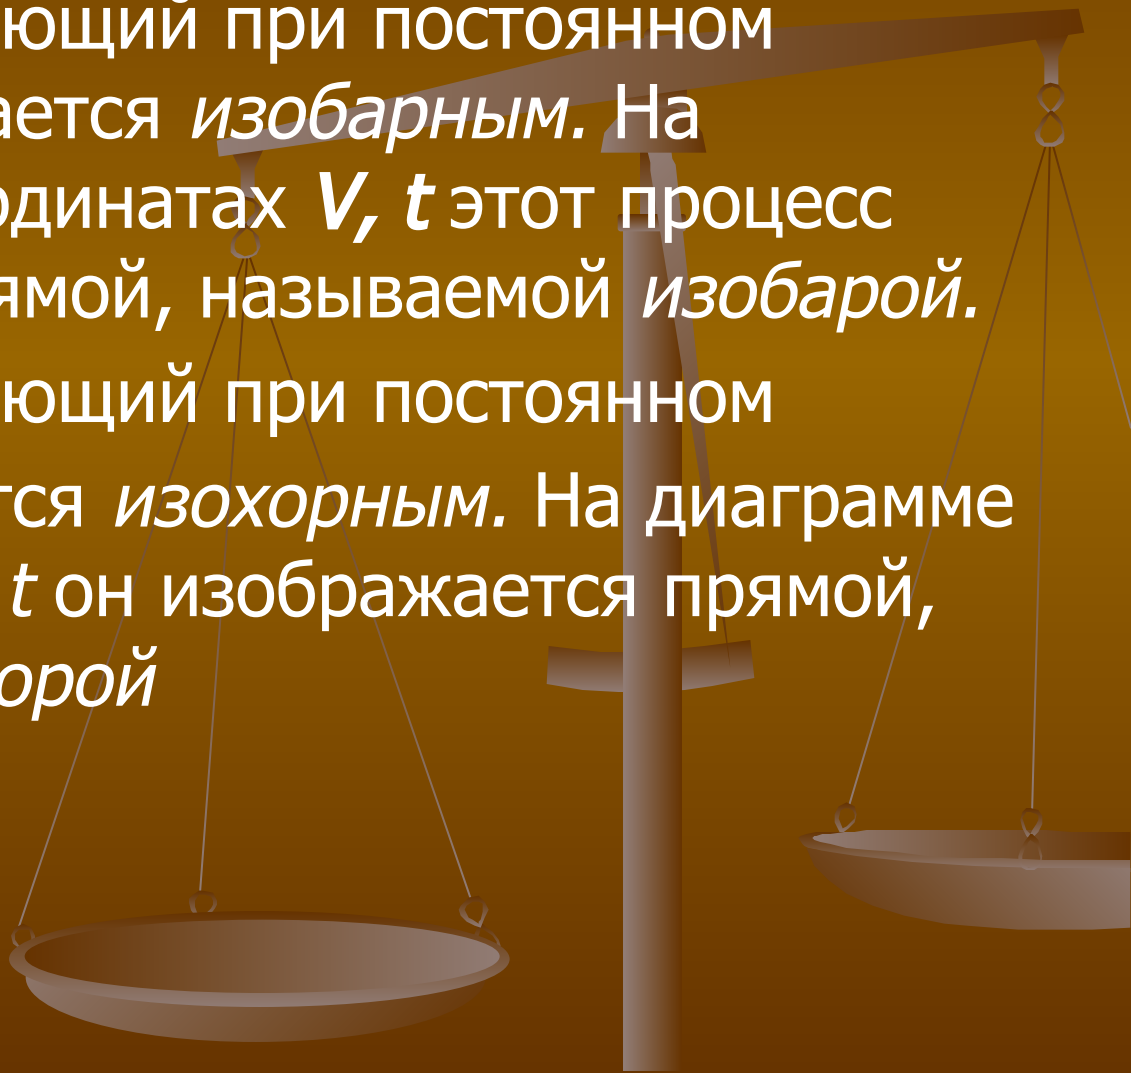 ющий при постоянном
ается изобарным. На
рдинатах V, t этот процесс
ямой, называемой изобарой.
ющий при постоянном
тся изохорным. На диаграмме
t он изображается прямой,
орой